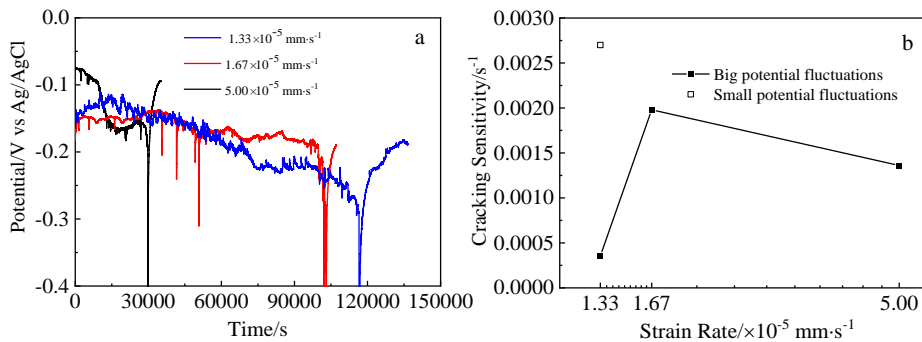 a
1.33×10⁻⁵ mm·s⁻¹
1.67×10⁻⁵ mm·s⁻¹
5.00×10⁻⁵ mm·s⁻¹
Potential/V vs Ag/AgCl
0.0
-0.1
-0.2
-0.3
-0.4
0 30000 60000 90000 120000 150000
Time/s
b
Big potential fluctuations
Small potential fluctuations
Cracking Sensitivity/s⁻¹
0.0030
0.0025
0.0020
0.0015
0.0010
0.0005
0.0000
1.33 1.67 5.00
Strain Rate/×10⁻⁵ mm·s⁻¹